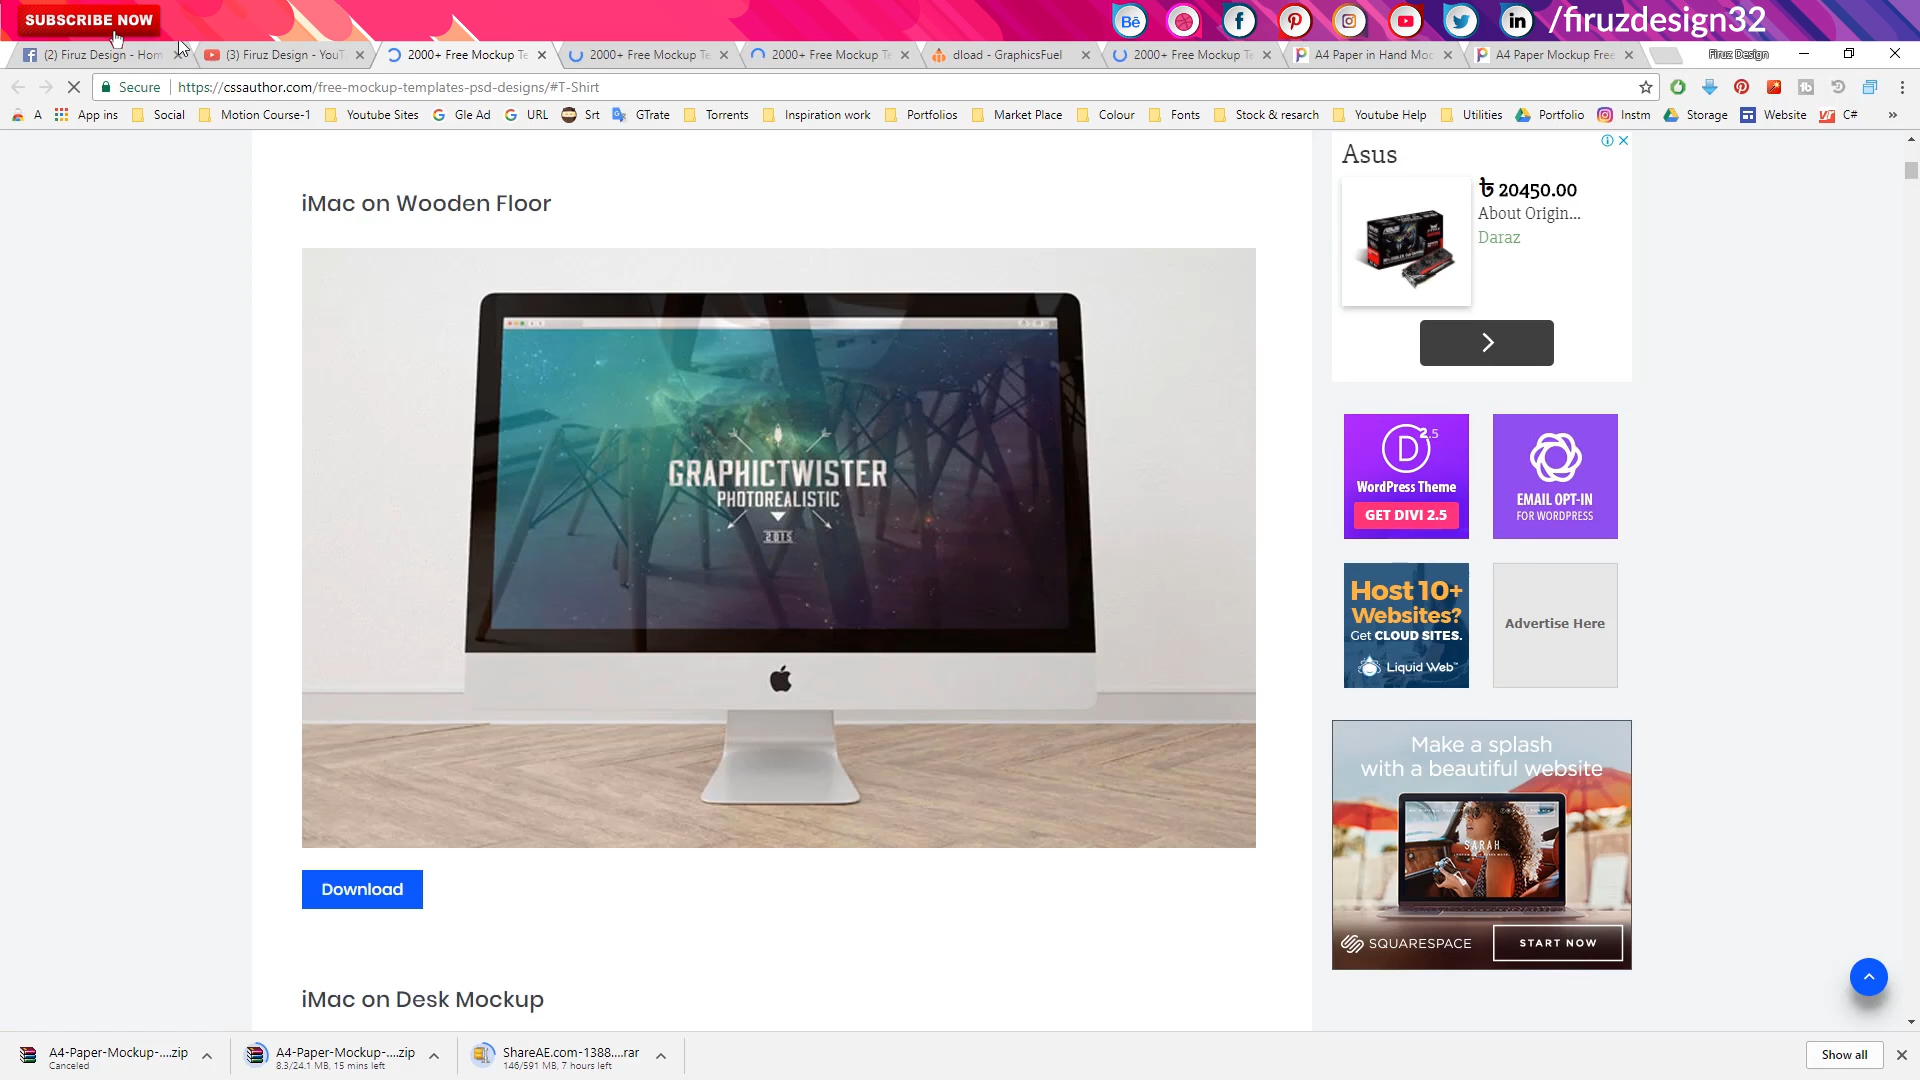 SUBSCRIBE NOW
Bē
/firuzdesign32
(2) Firuz Design - Hom
(3) Firuz Design - YouT
2000+ Free Mockup Te
2000+ Free Mockup Te
2000+ Free Mockup Te
dload - GraphicsFuel
2000+ Free Mockup Te
A4 Paper in Hand Moc
A4 Paper Mockup Free
Firuz Design
Secure
https://cssauthor.com/free-mockup-templates-psd-designs/#T-Shirt
A
App ins
Social
Motion Course-1
Youtube Sites
Gle Ad
URL
Srt
GTrate
Torrents
Inspiration work
Portfolios
Market Place
Colour
Fonts
Stock & resarch
Youtube Help
Utilities
Portfolio
Instm
Storage
Website
C#
»
iMac on Wooden Floor
GRAPHICTWISTER
PHOTOREALISTIC
2015
Download
iMac on Desk Mockup
Asus
৳ 20450.00
About Origin...
Daraz
D 2.5
WordPress Theme
GET DIVI 2.5
EMAIL OPT-IN
FOR WORDPRESS
Host 10+
Websites?
Get CLOUD SITES.
Liquid Web™
Advertise Here
Make a splash
with a beautiful website
SARAH
SQUARESPACE
START NOW
A4-Paper-Mockup-....zip
Canceled
A4-Paper-Mockup-....zip
8.3/24.1 MB, 15 mins left
ShareAE.com-1388....rar
146/591 MB, 7 hours left
Show all